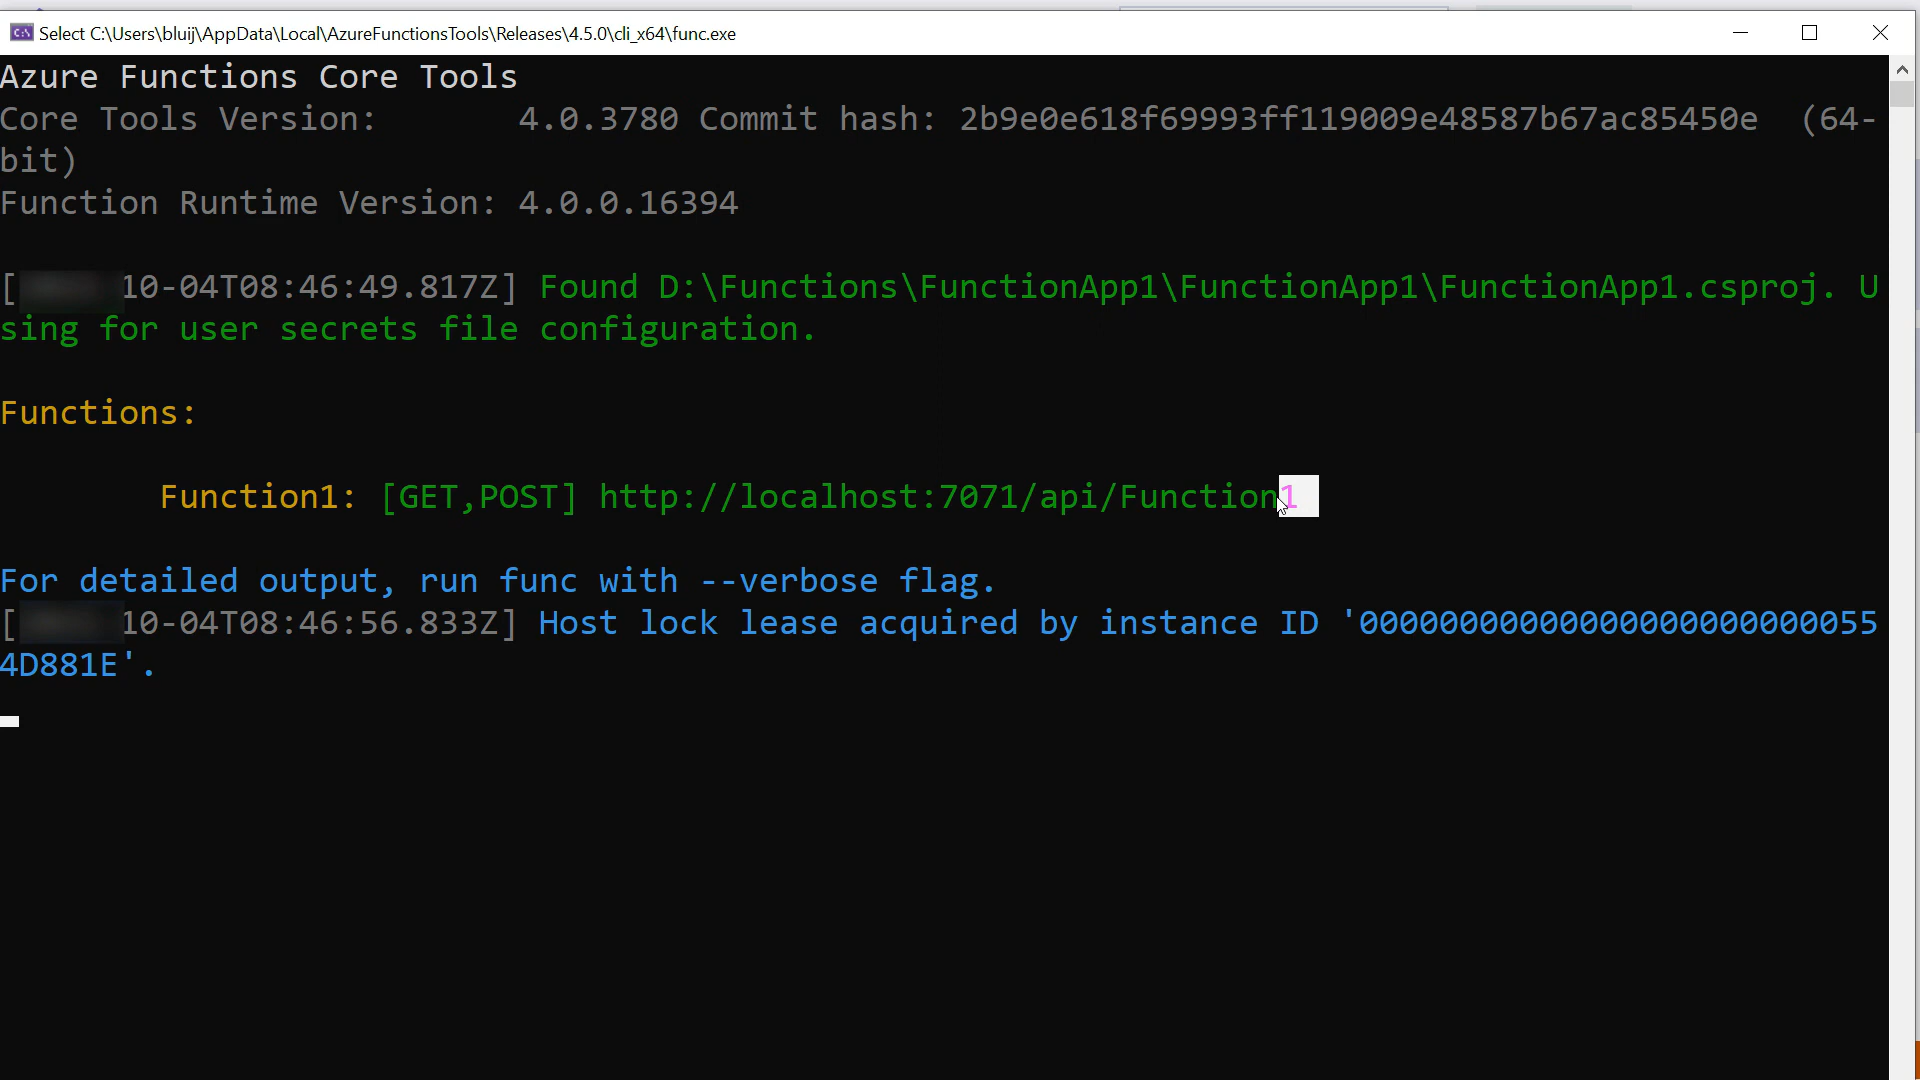 Select C:\Users\bluij\AppData\Local\AzureFunctionsTools\Releases\4.5.0\cli_x64\func.exe
Azure Functions Core Tools
Core Tools Version:       4.0.3780 Commit hash: 2b9e0e618f69993ff119009e48587b67ac85450e  (64-
bit)
Function Runtime Version: 4.0.0.16394
[10-04T08:46:49.817Z] Found D:\Functions\FunctionApp1\FunctionApp1\FunctionApp1.csproj. U
sing for user secrets file configuration.
Functions:
Function1: [GET,POST] http://localhost:7071/api/Function1
For detailed output, run func with --verbose flag.
[10-04T08:46:56.833Z] Host lock lease acquired by instance ID '00000000000000000000000055
4D881E'.